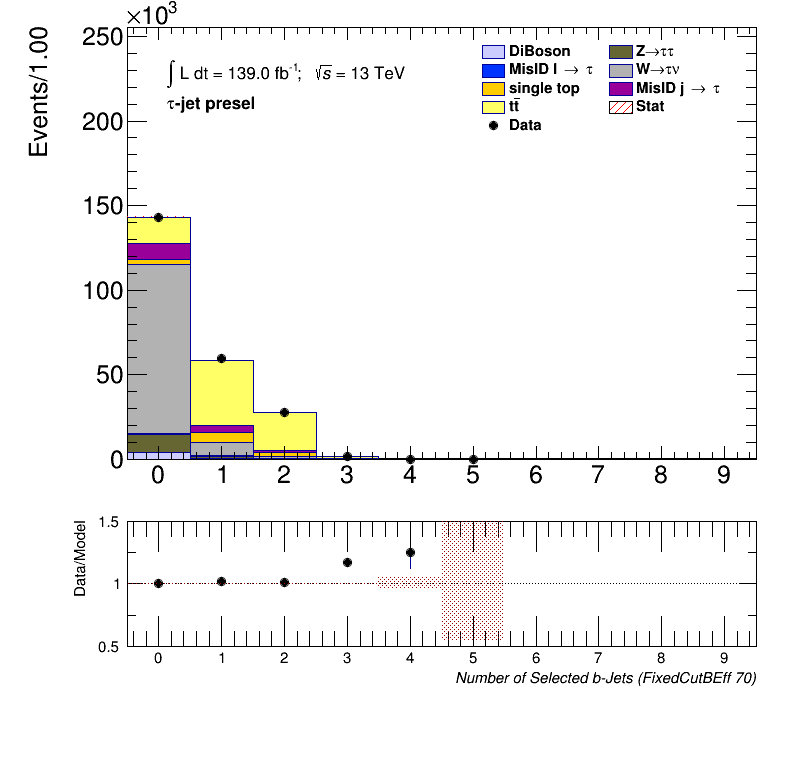 ×10³
Events/1.00
250
200
150
100
50
0
∫ L dt = 139.0 fb⁻¹; √s = 13 TeV
τ-jet presel
DiBoson
MisID l → τ
single top
tt̄
Data
Z→ττ
W→τν
MisID j → τ
Stat
0 1 2 3 4 5 6 7 8 9
Data/Model
1.5
1
0.5
0 1 2 3 4 5 6 7 8 9
Number of Selected b-Jets (FixedCutBEff 70)